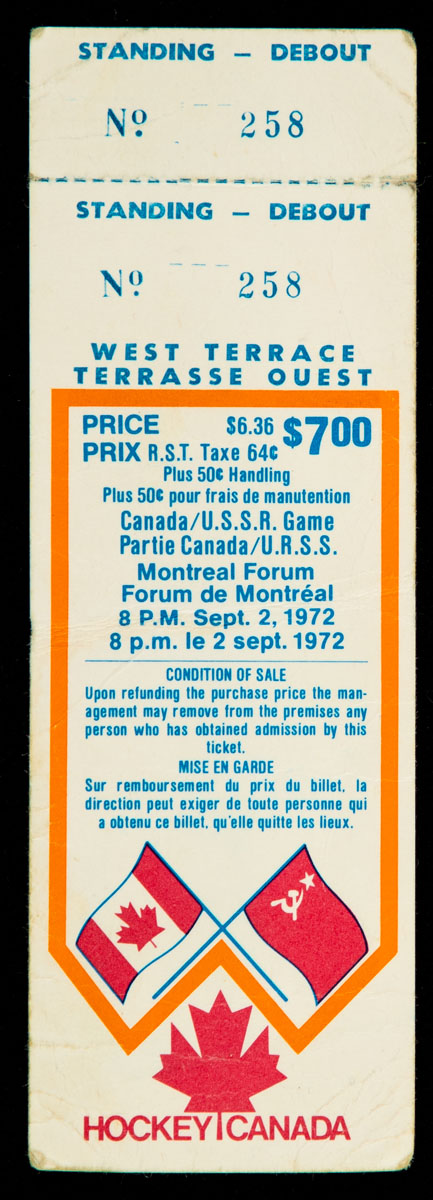 STANDING – DEBOUT
Nº 258
STANDING – DEBOUT
Nº 258
WEST TERRACE
TERRASSE OUEST
PRICE $6.36 $7.00
PRIX R.S.T. Taxe 64¢
Plus 50¢ Handling
Plus 50¢ pour frais de manutention
Canada/U.S.S.R. Game
Partie Canada/U.R.S.S.
Montreal Forum
Forum de Montréal
8 P.M. Sept. 2, 1972
8 p.m. le 2 sept. 1972
CONDITION OF SALE
Upon refunding the purchase price the man-
agement may remove from the premises any
person who has obtained admission by this
ticket.
MISE EN GARDE
Sur remboursement du prix du billet, la
direction peut exiger de toute personne qui
a obtenu ce billet, qu'elle quitte les lieux.
HOCKEY CANADA